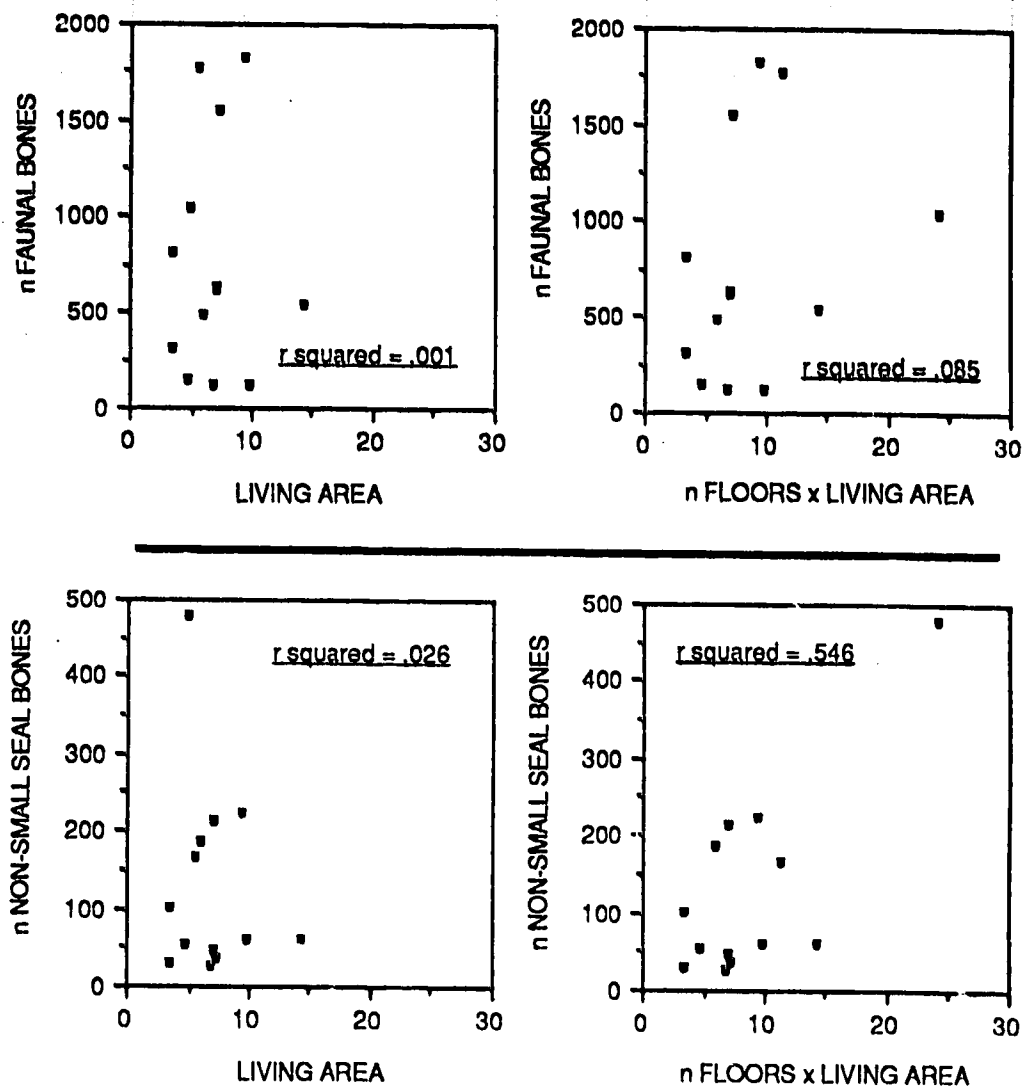 2000
1500
1000
500
0
n FAUNAL BONES
r squared = .001
0 10 20 30
LIVING AREA
2000
1500
1000
500
0
n FAUNAL BONES
r squared = .085
0 10 20 30
n FLOORS x LIVING AREA
500
400
300
200
100
0
n NON-SMALL SEAL BONES
r squared = .026
0 10 20 30
LIVING AREA
500
400
300
200
100
0
n NON-SMALL SEAL BONES
r squared = .546
0 10 20 30
n FLOORS x LIVING AREA